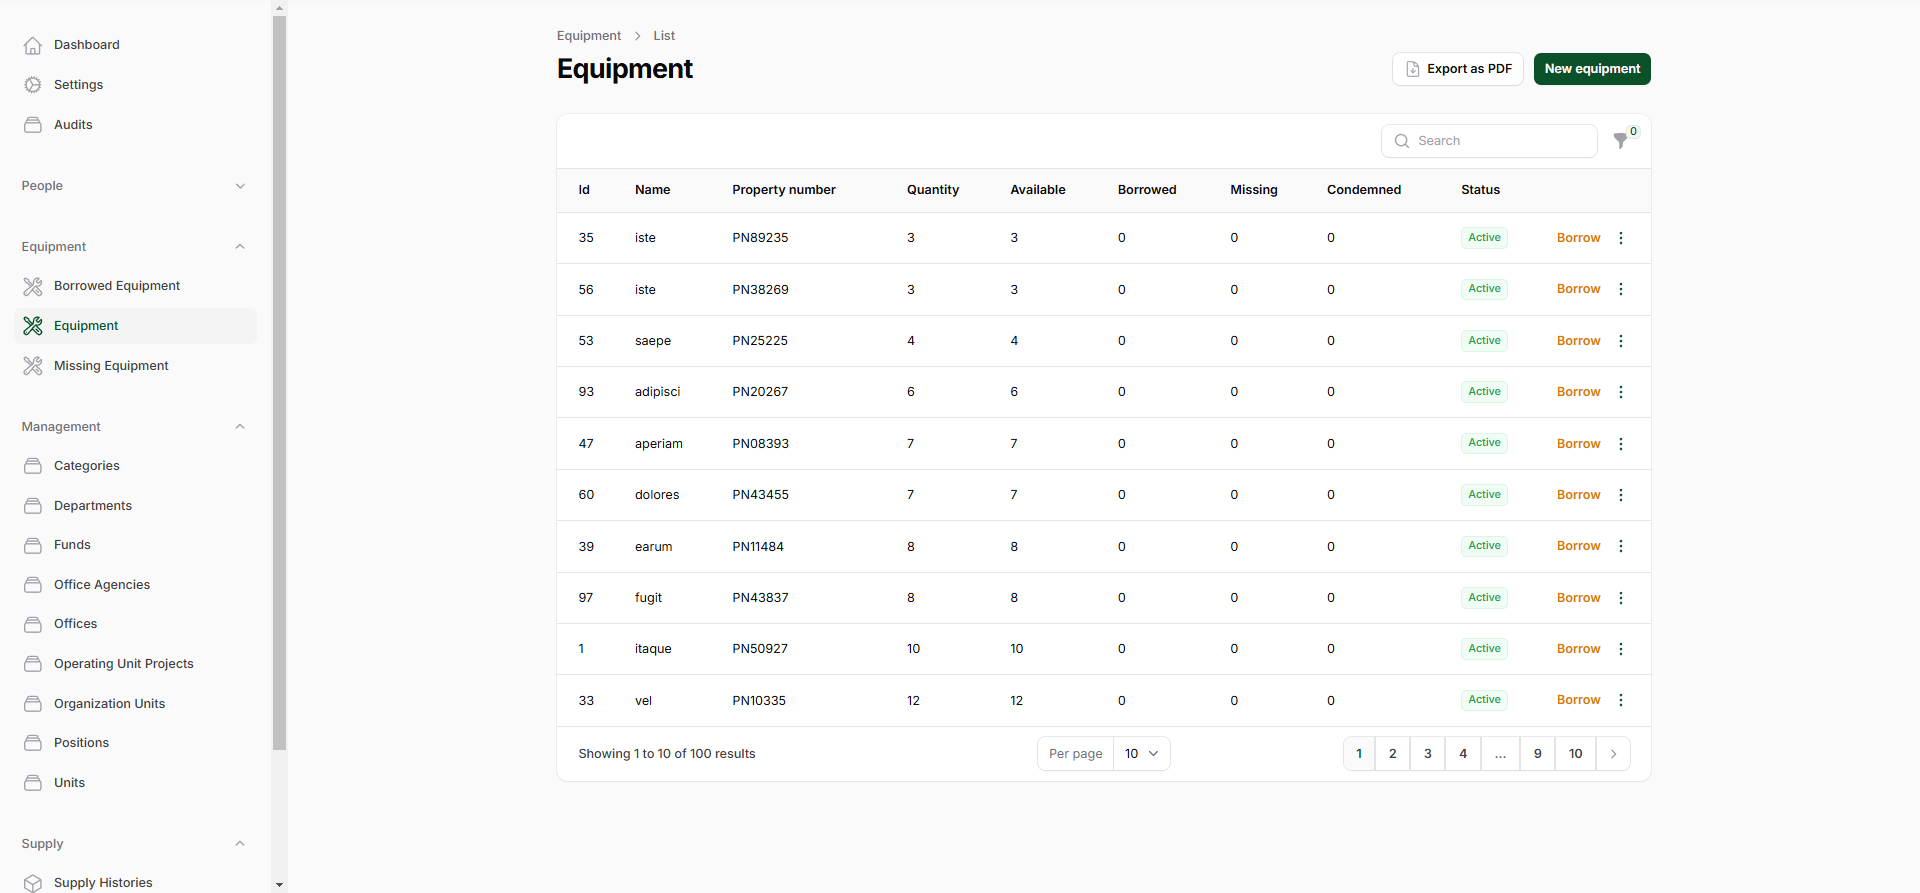 Dashboard
Settings
Audits
People
Equipment
Borrowed Equipment
Equipment
Missing Equipment
Management
Categories
Departments
Funds
Office Agencies
Offices
Operating Unit Projects
Organization Units
Positions
Units
Supply
Supply Histories
Equipment List
Equipment
Export as PDF New equipment
Search 0
Id Name Property number Quantity Available Borrowed Missing Condemned Status
35 iste PN89235 3 3 0 0 0 Active Borrow
56 iste PN38269 3 3 0 0 0 Active Borrow
53 saepe PN25225 4 4 0 0 0 Active Borrow
93 adipisci PN20267 6 6 0 0 0 Active Borrow
47 aperiam PN08393 7 7 0 0 0 Active Borrow
60 dolores PN43455 7 7 0 0 0 Active Borrow
39 earum PN11484 8 8 0 0 0 Active Borrow
97 fugit PN43837 8 8 0 0 0 Active Borrow
1 itaque PN50927 10 10 0 0 0 Active Borrow
33 vel PN10335 12 12 0 0 0 Active Borrow
Showing 1 to 10 of 100 results Per page 10 1 2 3 4 ... 9 10